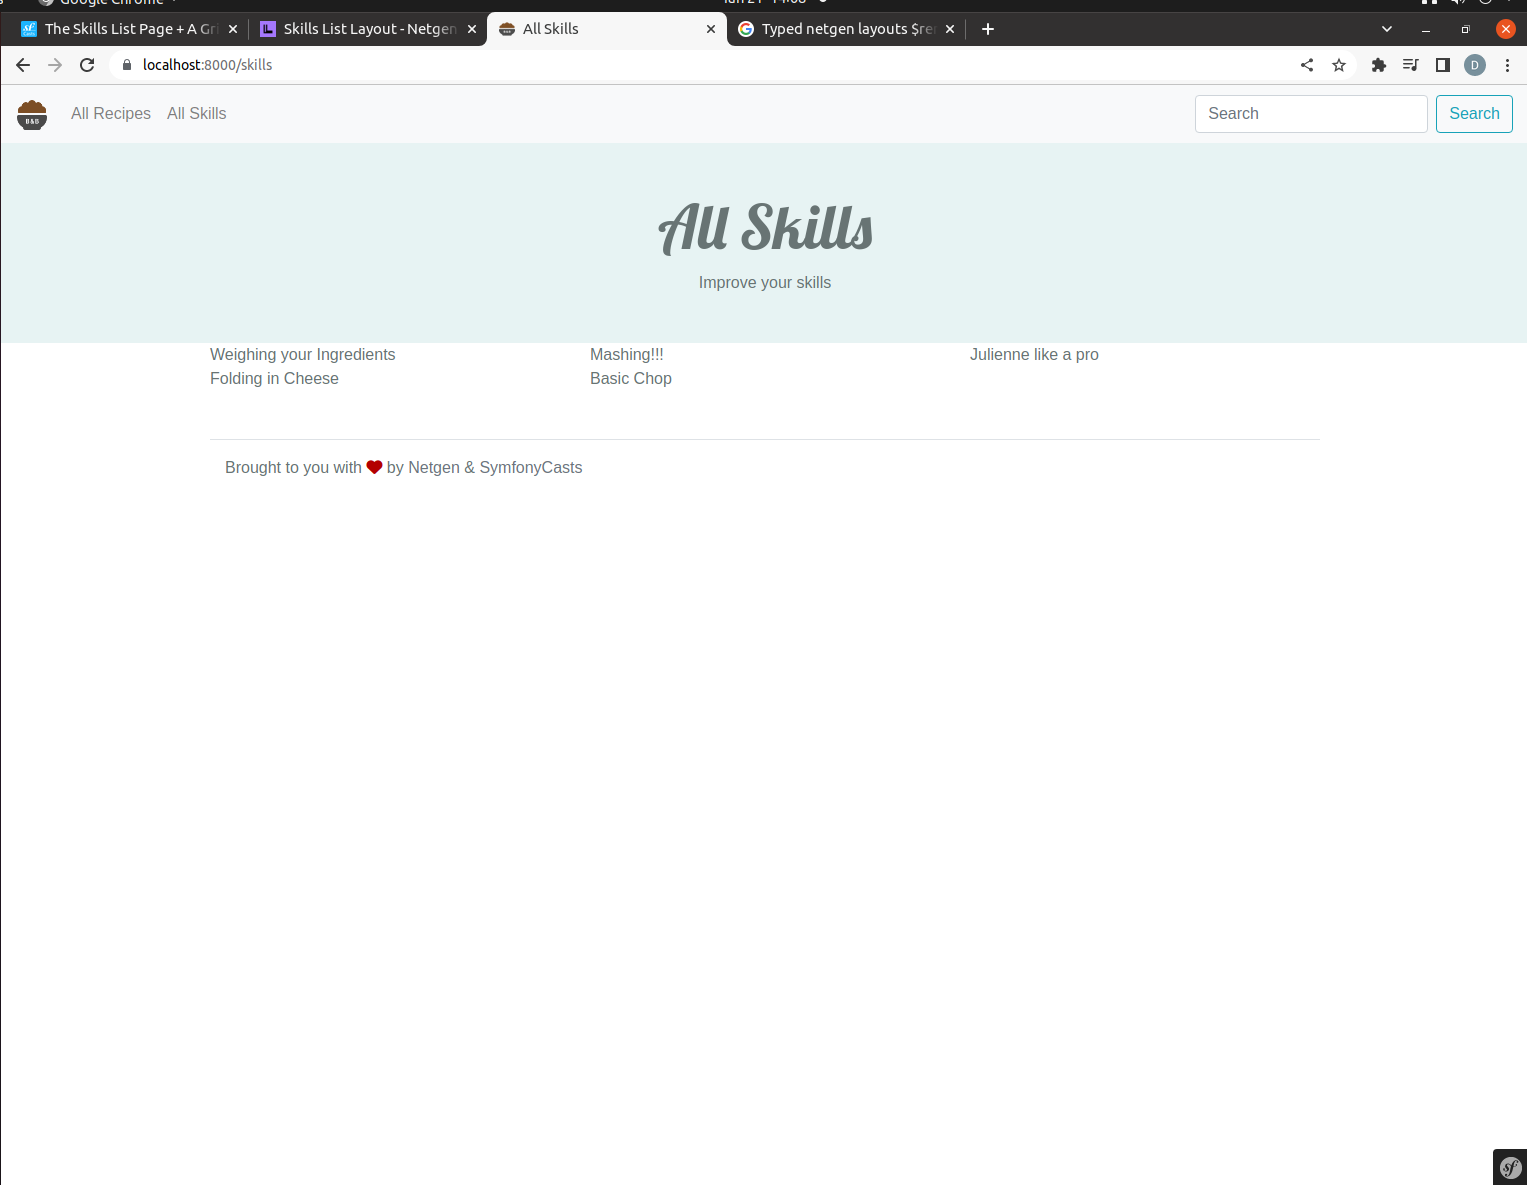 Google Chrome
The Skills List Page + A Gri
Skills List Layout - Netgen
All Skills
Typed netgen layouts $re
localhost:8000/skills
D
B&B
All Recipes
All Skills
Search
Search
All Skills
Improve your skills
Weighing your Ingredients
Mashing!!!
Julienne like a pro
Folding in Cheese
Basic Chop
Brought to you with by Netgen & SymfonyCasts
sf